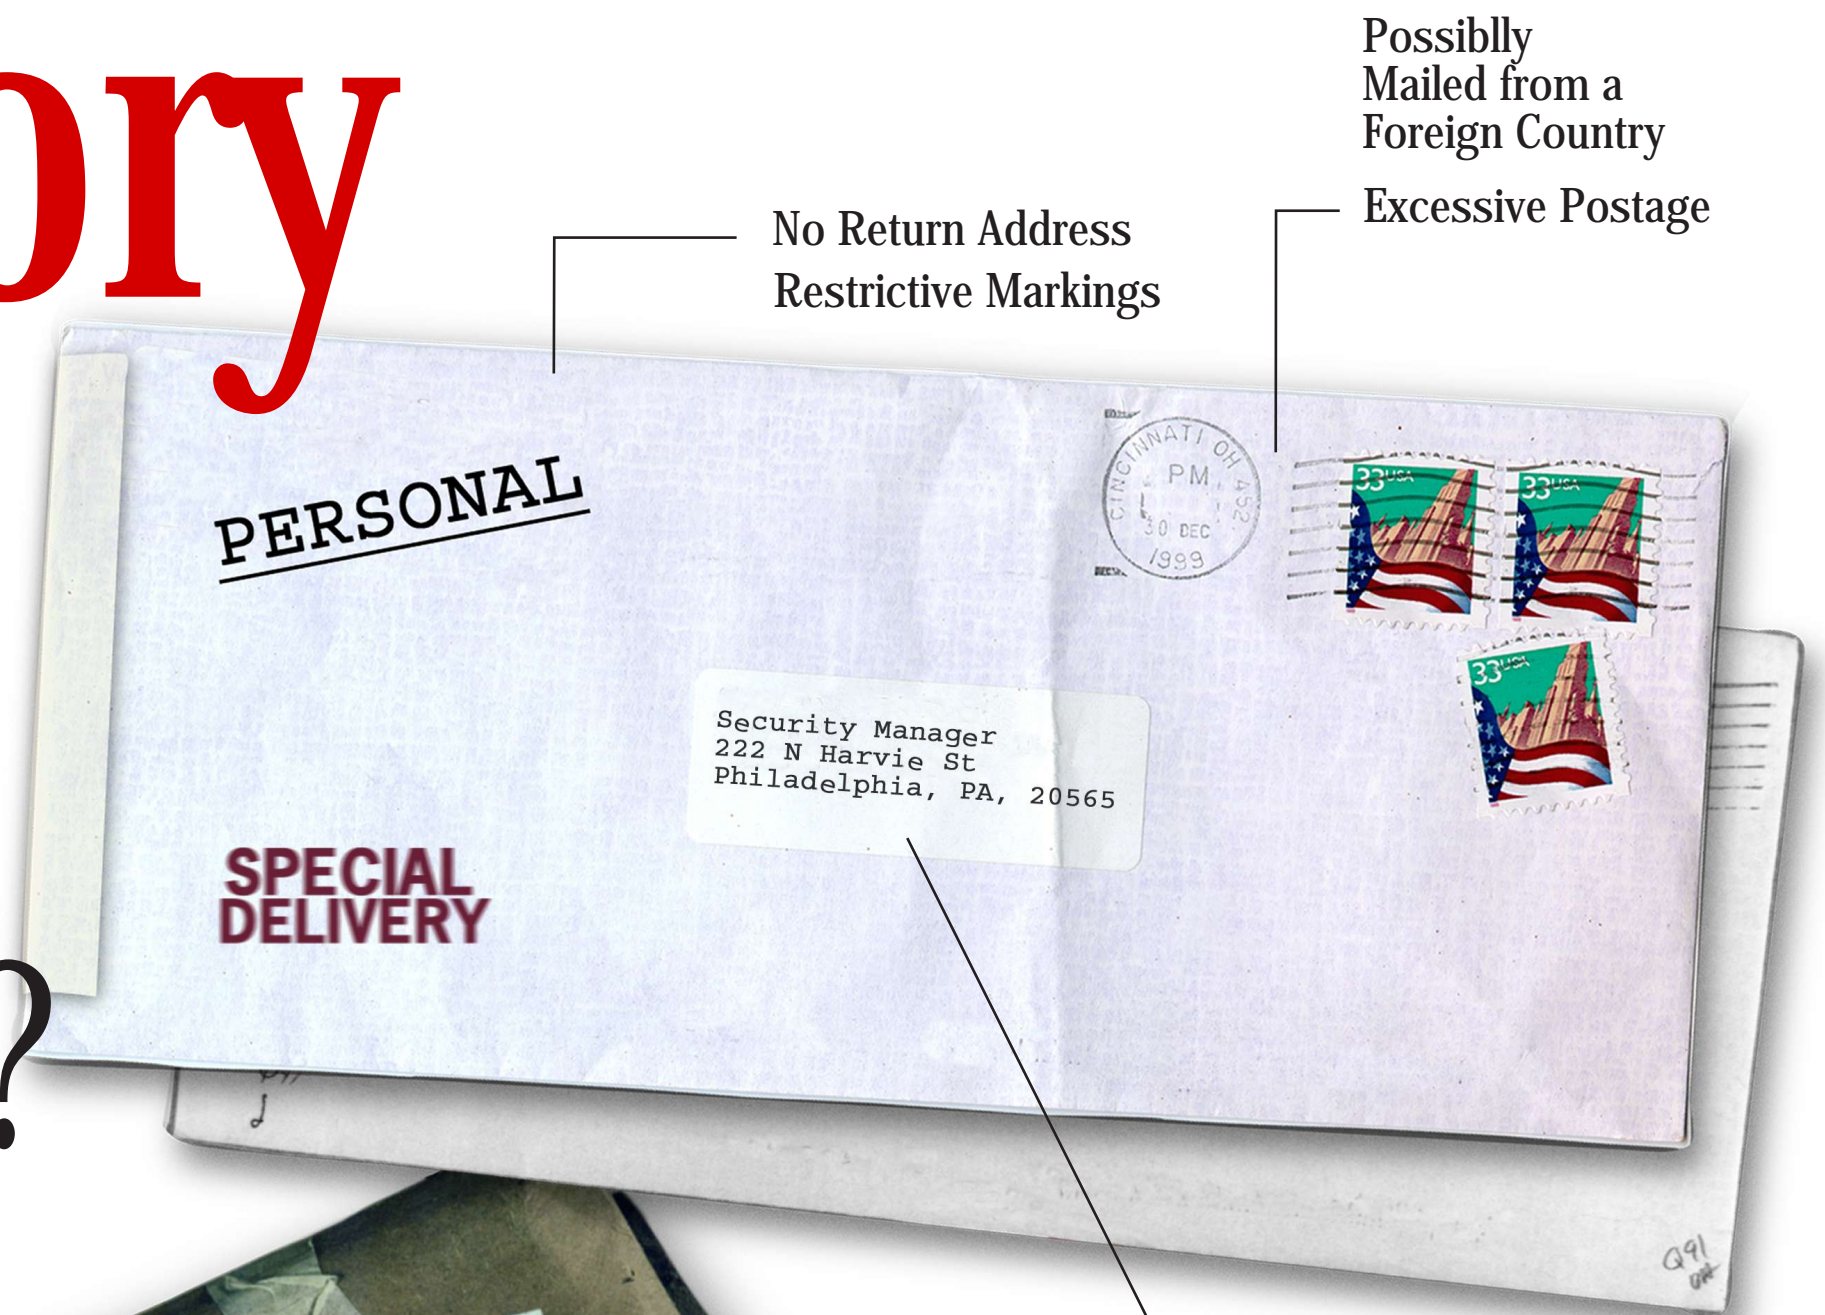 ory
Possiblly
Mailed from a
Foreign Country
Excessive Postage
No Return Address
Restrictive Markings
PERSONAL
CINCINNATI OH 452
PM
30 DEC
1999
33USA
33USA
33USA
Security Manager
222 N Harvie St
Philadelphia, PA, 20565
SPECIAL
DELIVERY
?
Q91